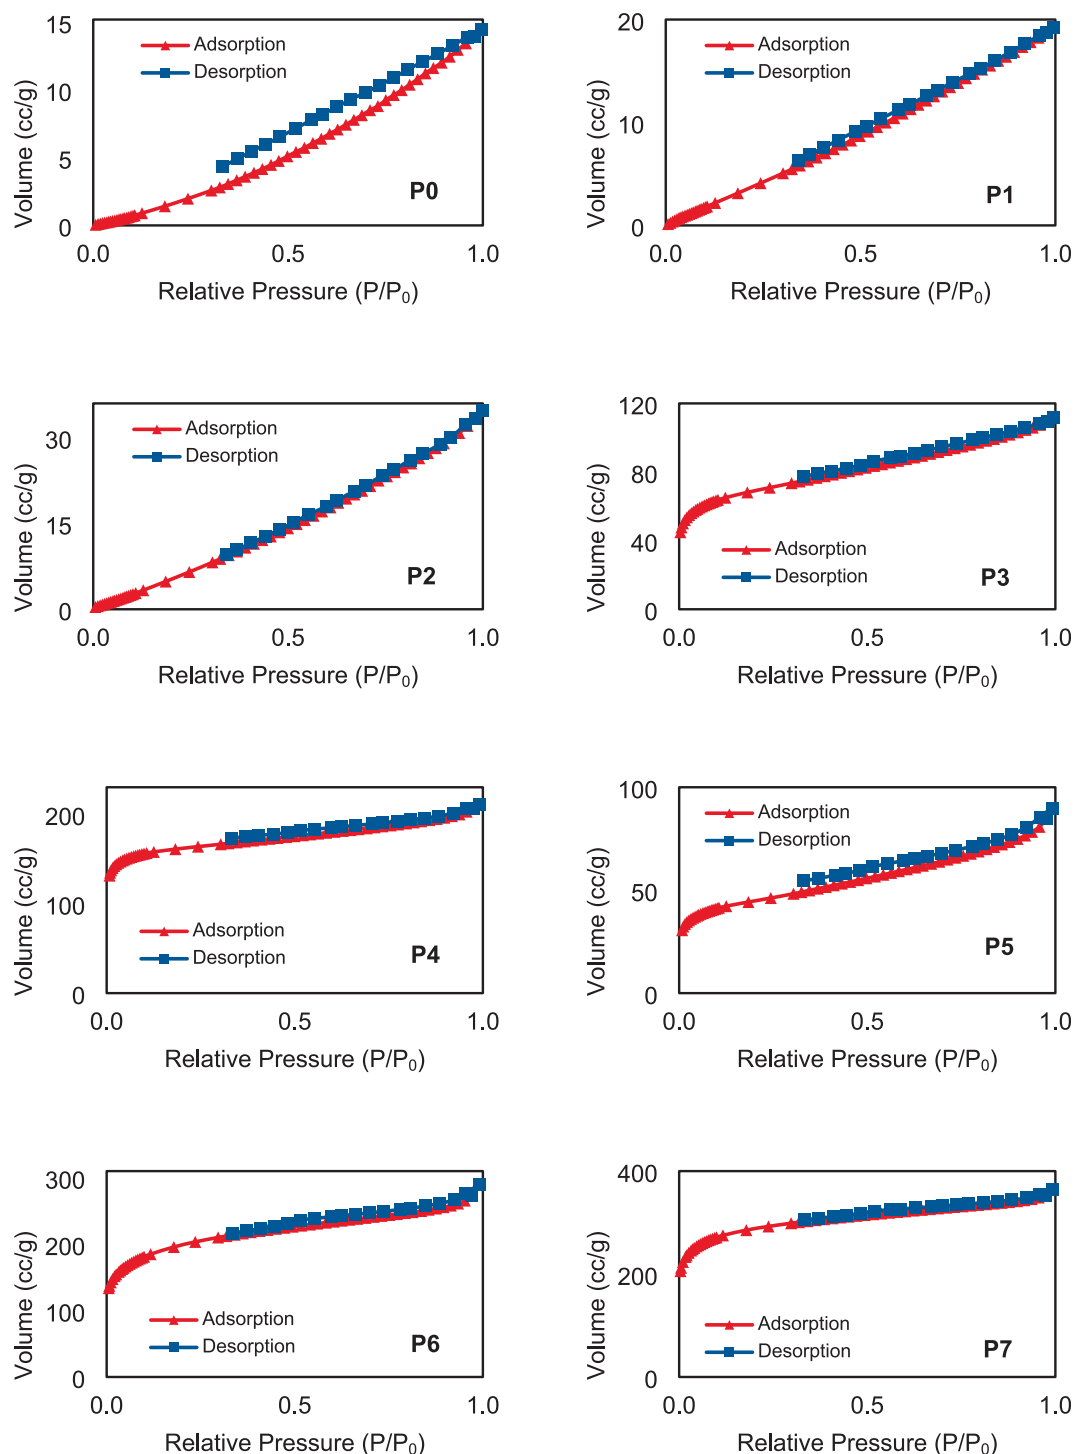 15
10
5
0
Volume (cc/g)
Adsorption
Desorption
P0
0.0 0.5 1.0
Relative Pressure (P/P₀)
20
10
0
Volume (cc/g)
Adsorption
Desorption
P1
0.0 0.5 1.0
Relative Pressure (P/P₀)
30
15
0
Volume (cc/g)
Adsorption
Desorption
P2
0.0 0.5 1.0
Relative Pressure (P/P₀)
120
80
40
0
Volume (cc/g)
Adsorption
Desorption
P3
0.0 0.5 1.0
Relative Pressure (P/P₀)
200
100
0
Volume (cc/g)
Adsorption
Desorption
P4
0.0 0.5 1.0
Relative Pressure (P/P₀)
100
50
0
Volume (cc/g)
Adsorption
Desorption
P5
0.0 0.5 1.0
Relative Pressure (P/P₀)
300
200
100
0
Volume (cc/g)
Adsorption
Desorption
P6
0.0 0.5 1.0
Relative Pressure (P/P₀)
400
200
0
Volume (cc/g)
Adsorption
Desorption
P7
0.0 0.5 1.0
Relative Pressure (P/P₀)